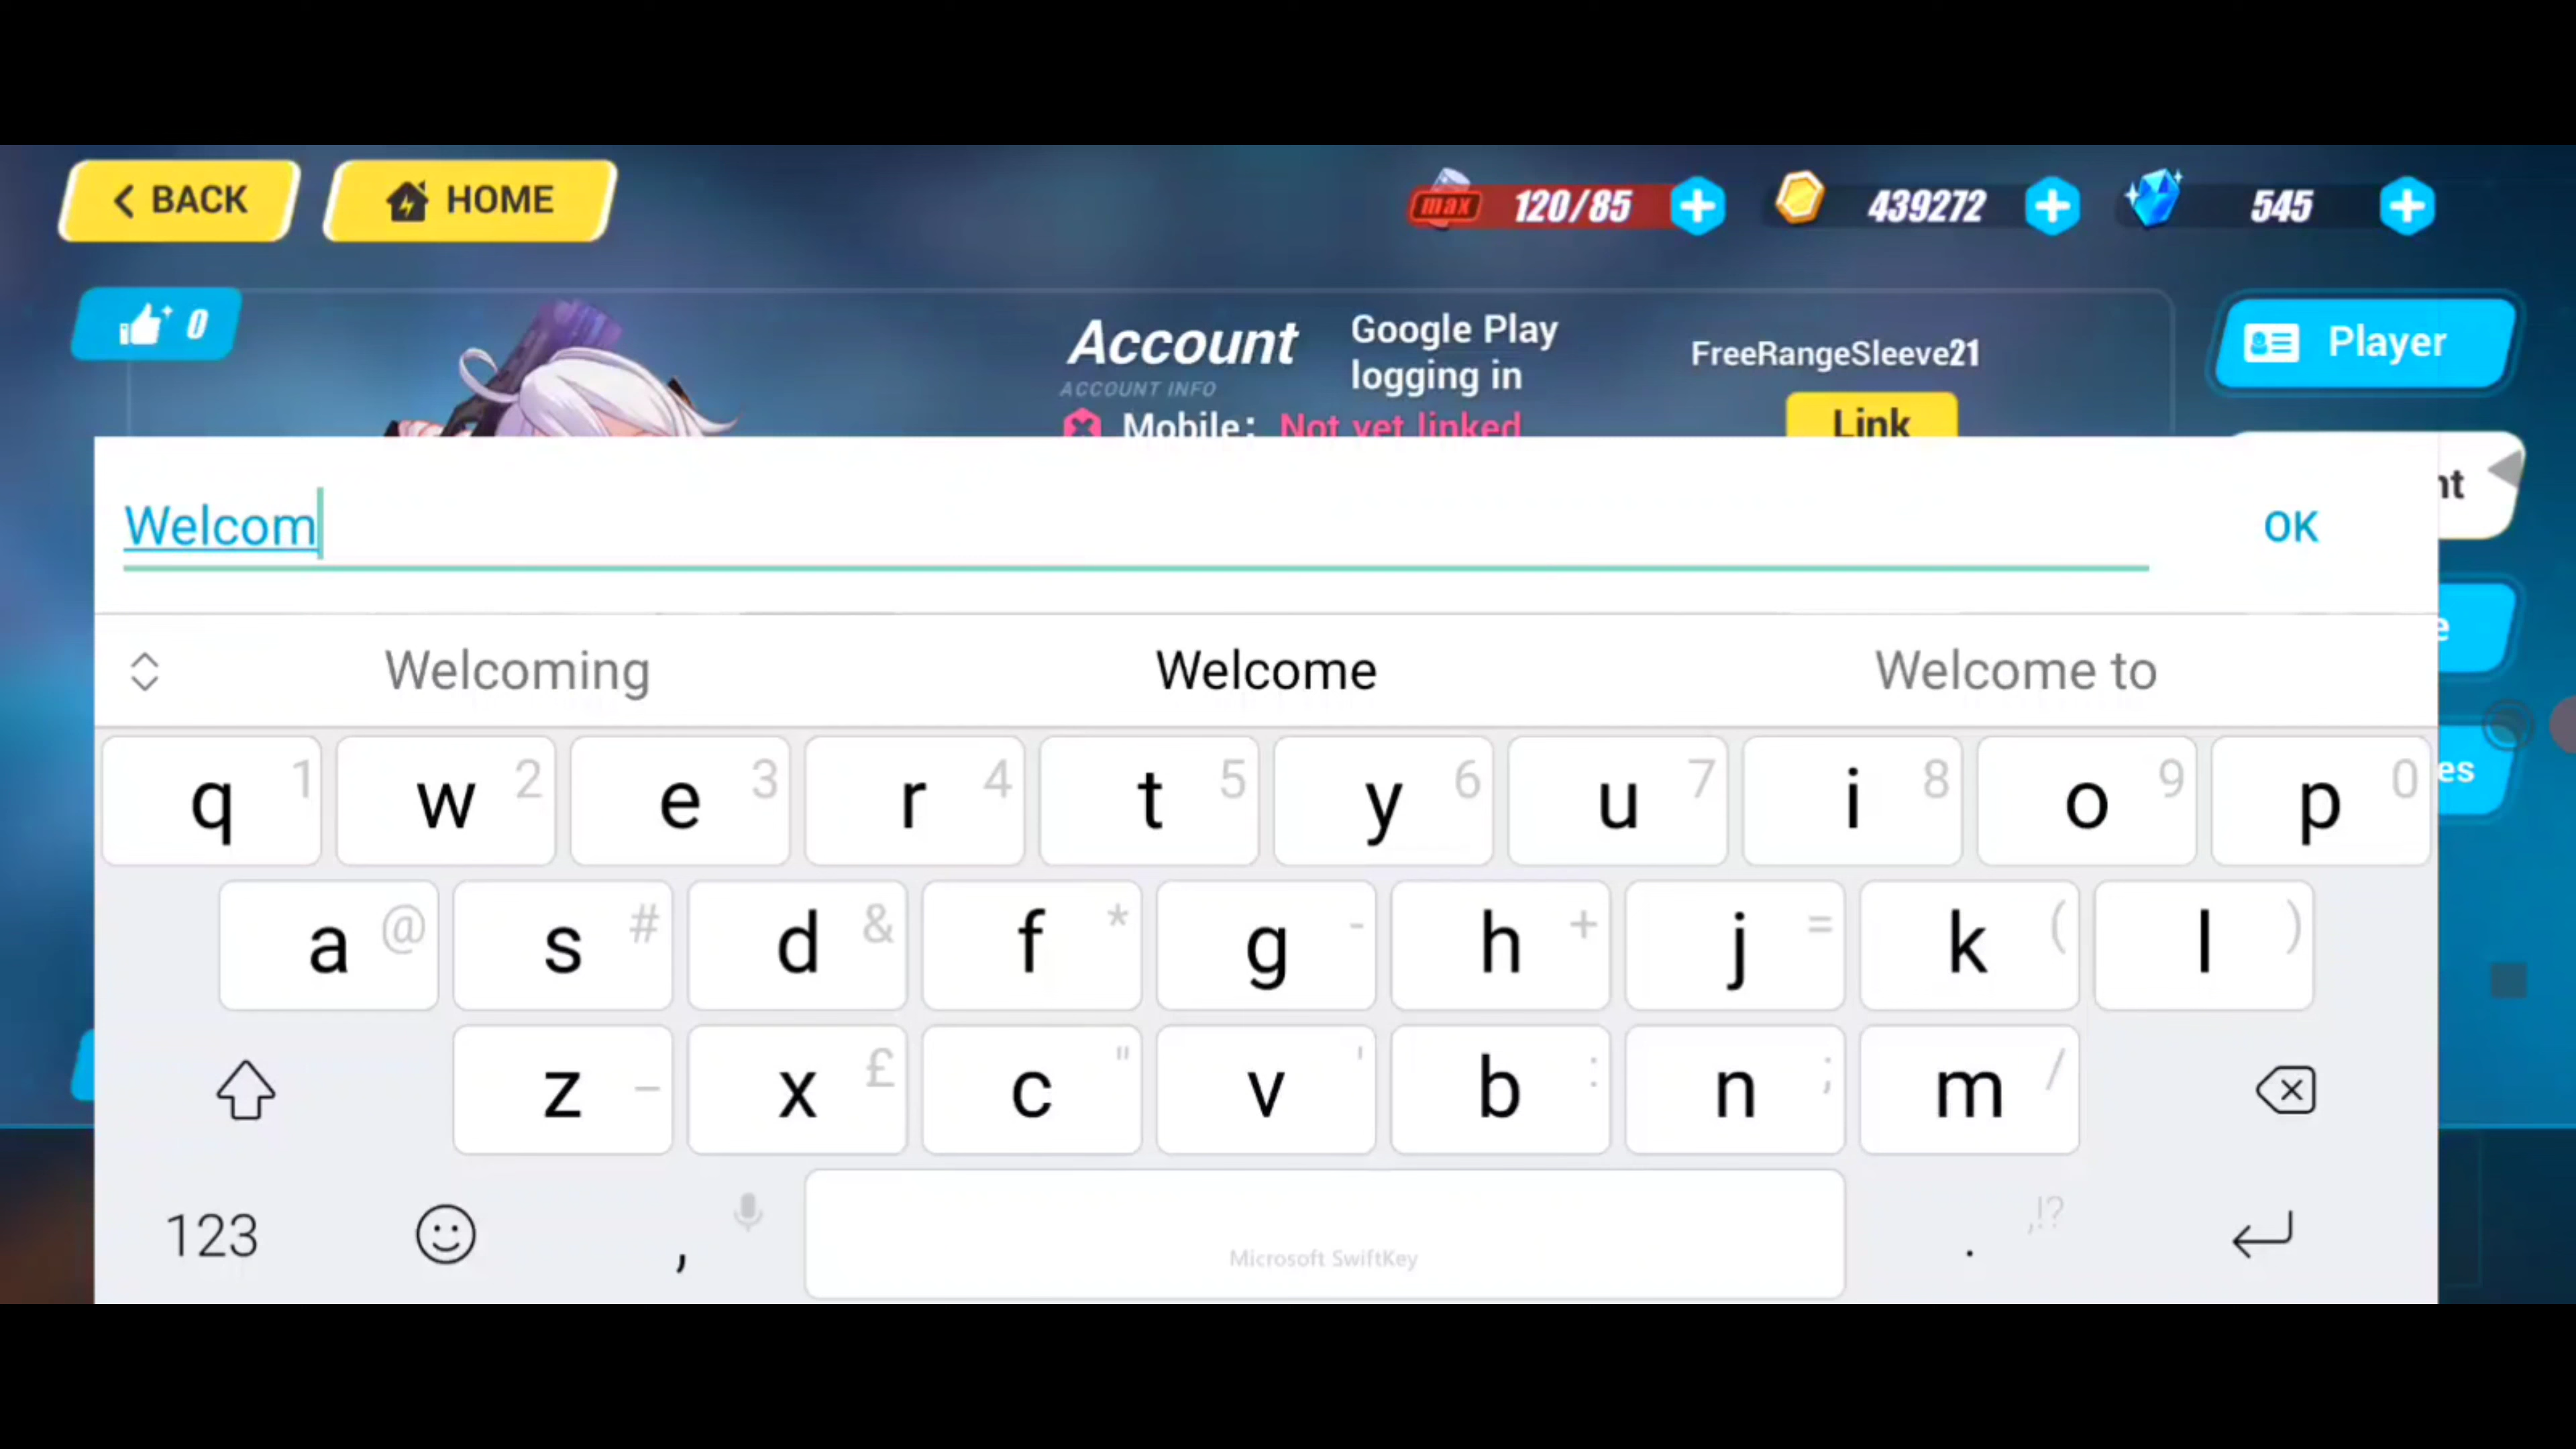 BACK
HOME
max 120/85
439272
545
0
Account
ACCOUNT INFO
Google Play
logging in
FreeRangeSleeve21
Player
Mobile: Not yet linked
Link
Welcom
OK
nt
e
es
Welcoming
Welcome
Welcome to
q 1 w 2 e 3 r 4 t 5 y 6 u 7 i 8 o 9 p 0
a @ s # d & f * g - h + j = k ( l )
z _ x £ c " v ' b : n ; m /
123 , Microsoft SwiftKey . ,!?